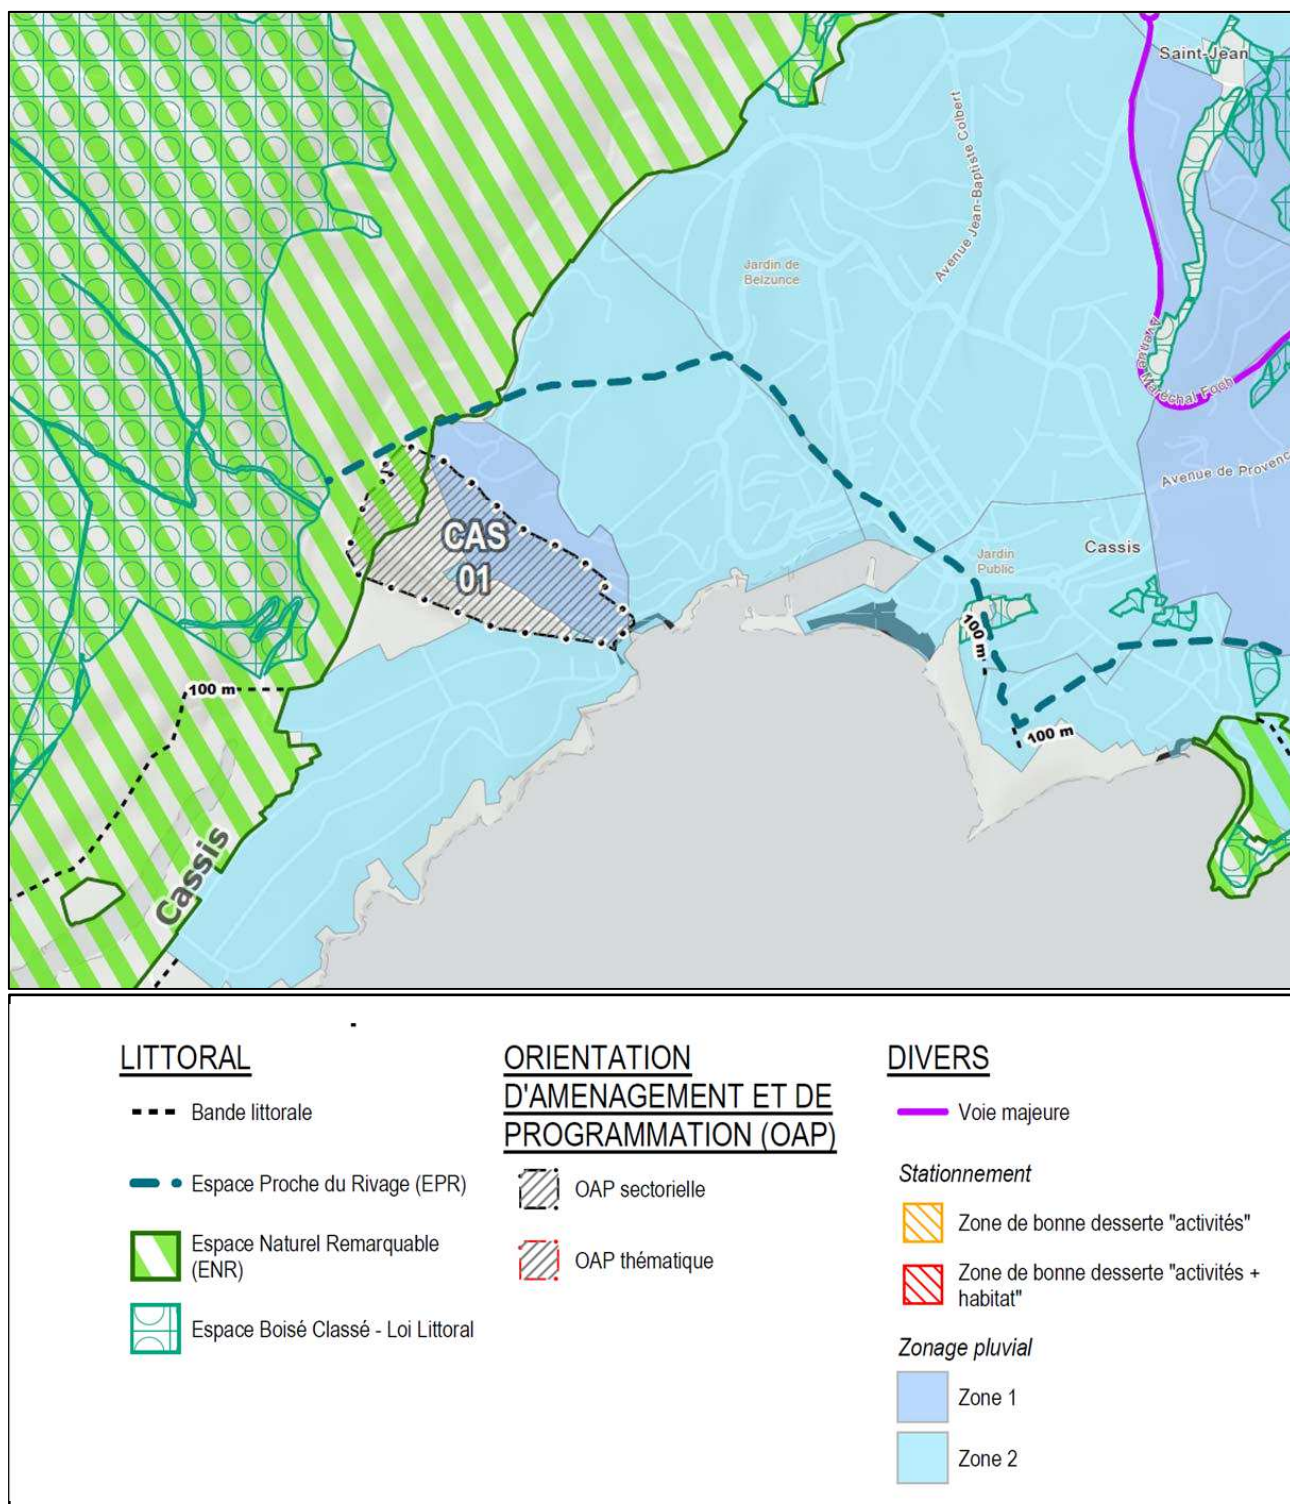 Saint-Jean
Avenue Jean-Baptiste Colbert
Jardin de
Belzunce
Avenue
Maréchal Foch
Avenue de Provenc
CAS
01
Jardin
Public
Cassis
100 m
100 m
100 m
Cassis
LITTORAL
Bande littorale
Espace Proche du Rivage (EPR)
Espace Naturel Remarquable
(ENR)
Espace Boisé Classé - Loi Littoral
ORIENTATION
D'AMENAGEMENT ET DE
PROGRAMMATION (OAP)
OAP sectorielle
OAP thématique
DIVERS
Voie majeure
Stationnement
Zone de bonne desserte "activités"
Zone de bonne desserte "activités +
habitat"
Zonage pluvial
Zone 1
Zone 2